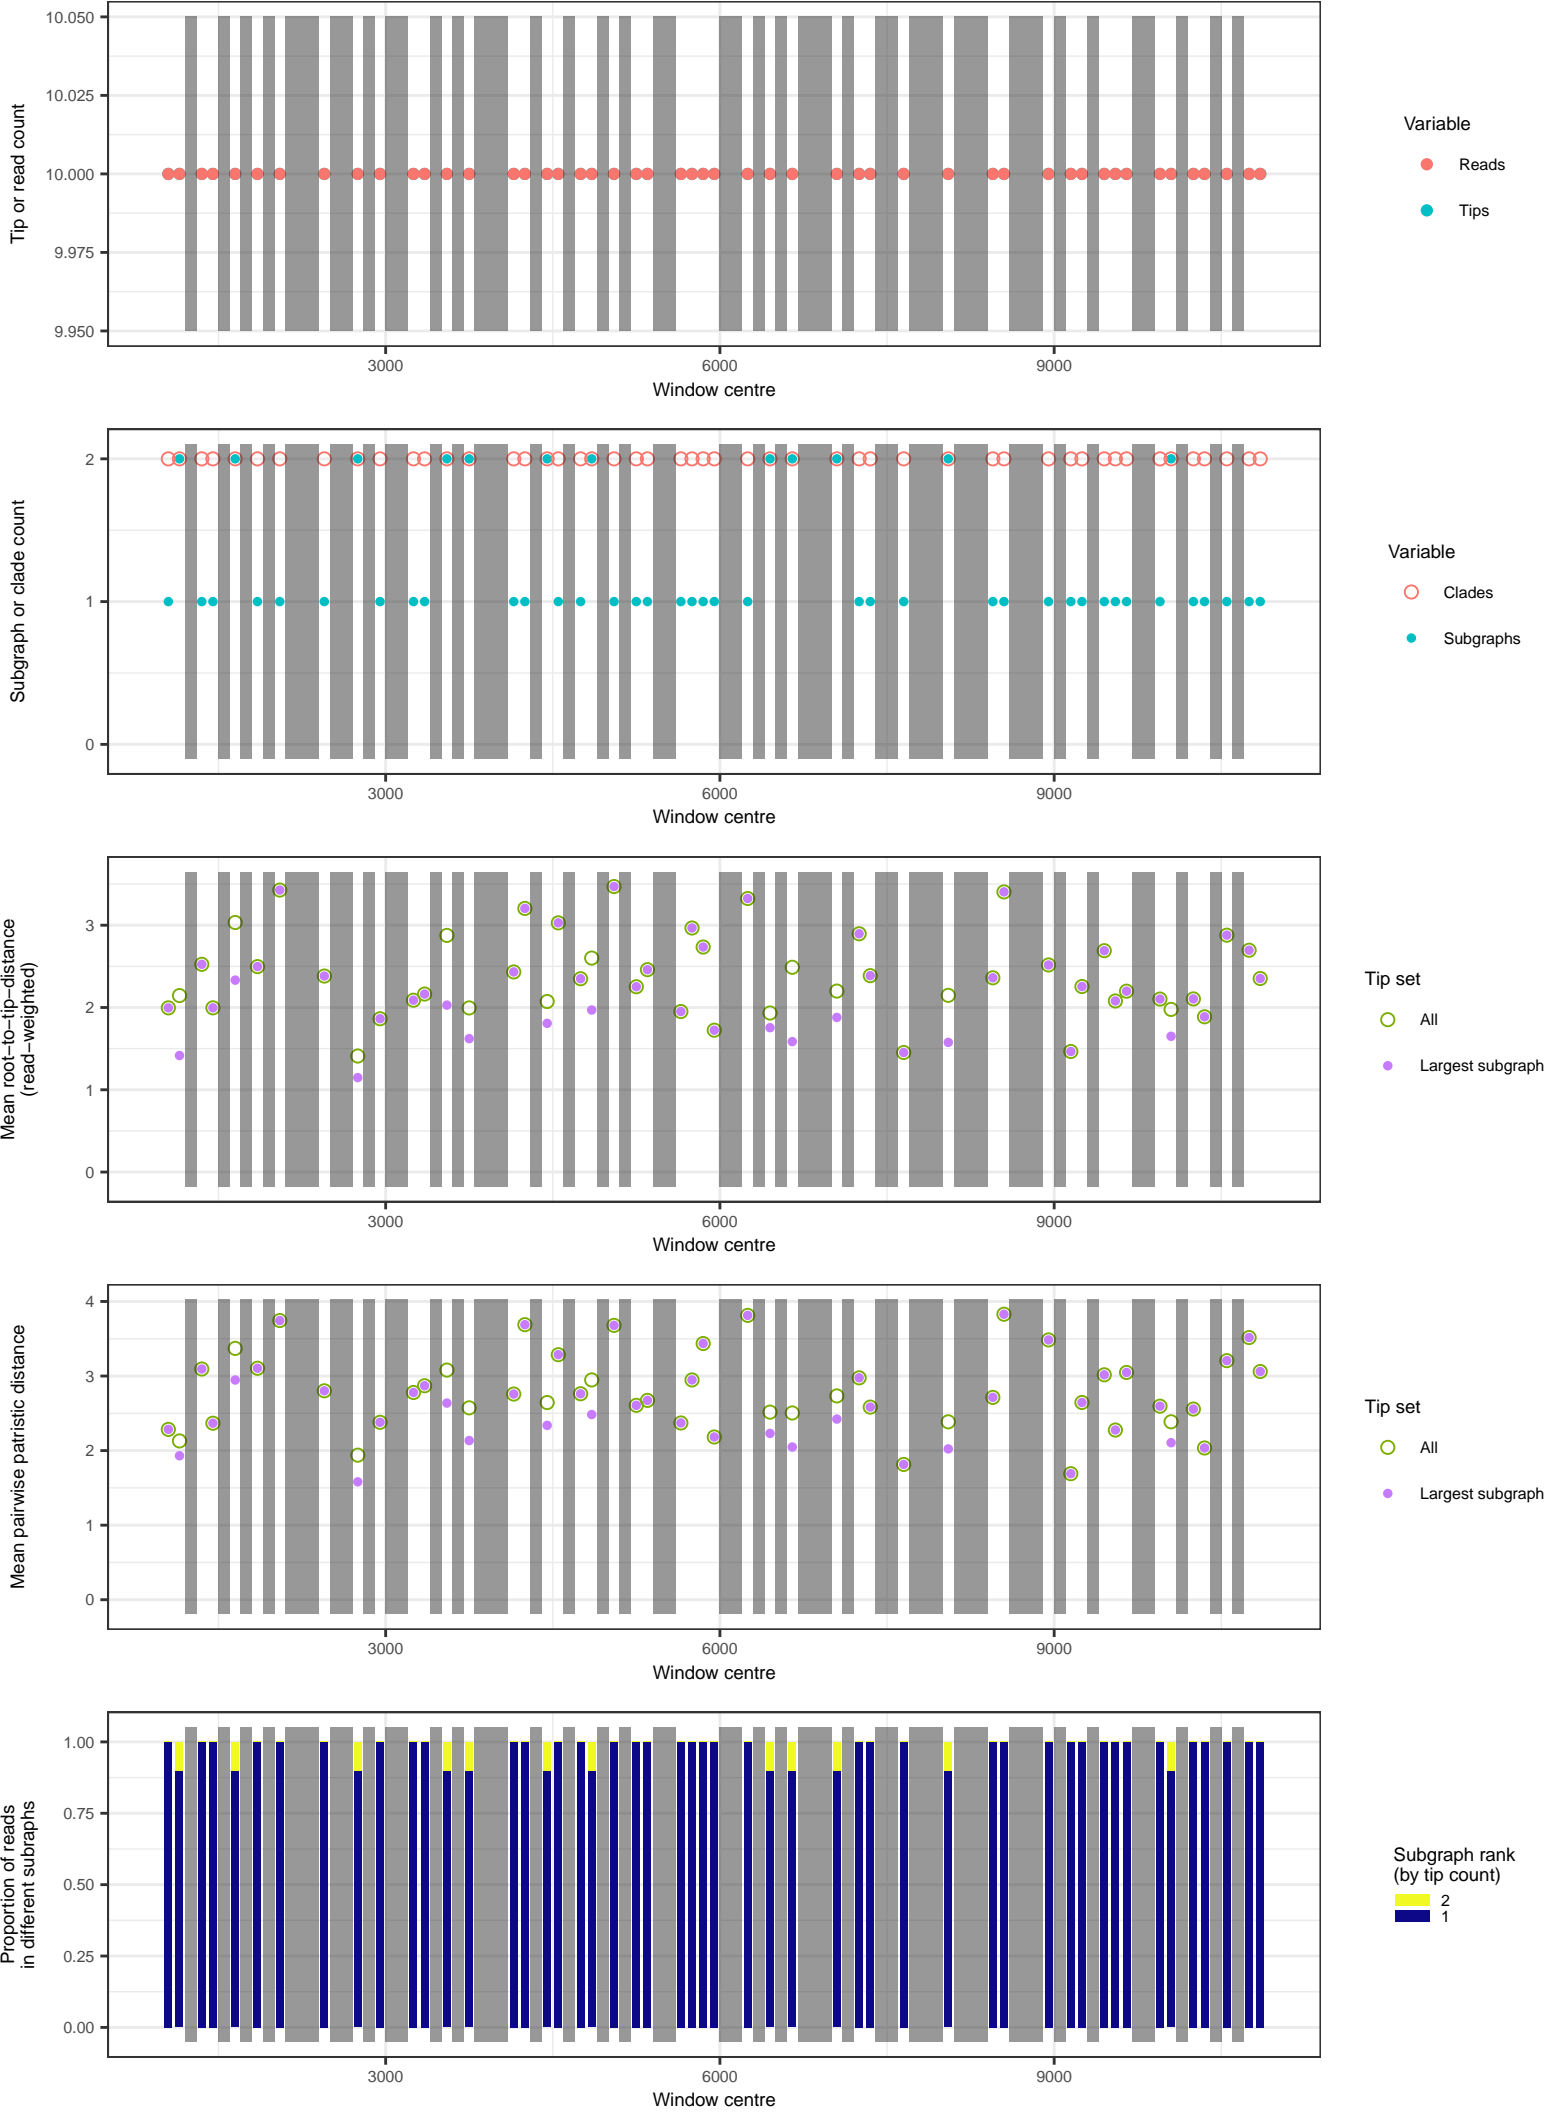 10.050
10.025
10.000
9.975
9.950
Tip or read count
3000
6000
9000
Window centre
Variable
Reads
Tips
2
1
0
Subgraph or clade count
3000
6000
9000
Window centre
Variable
Clades
Subgraphs
3
2
1
0
Mean root−to−tip−distance
(read−weighted)
3000
6000
9000
Window centre
Tip set
All
Largest subgraph
4
3
2
1
0
Mean pairwise patristic distance
3000
6000
9000
Window centre
Tip set
All
Largest subgraph
1.00
0.75
0.50
0.25
0.00
Proportion of reads
in different subraphs
3000
6000
9000
Window centre
Subgraph rank
(by tip count)
2
1